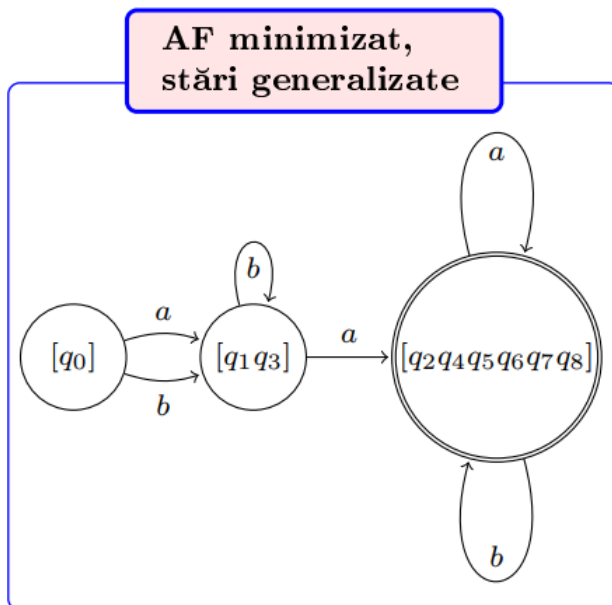 AF minimizat,
stări generalizate
a
b
a
a
[q₀]
[q₁q₃]
[q₂q₄q₅q₆q₇q₈]
b
b